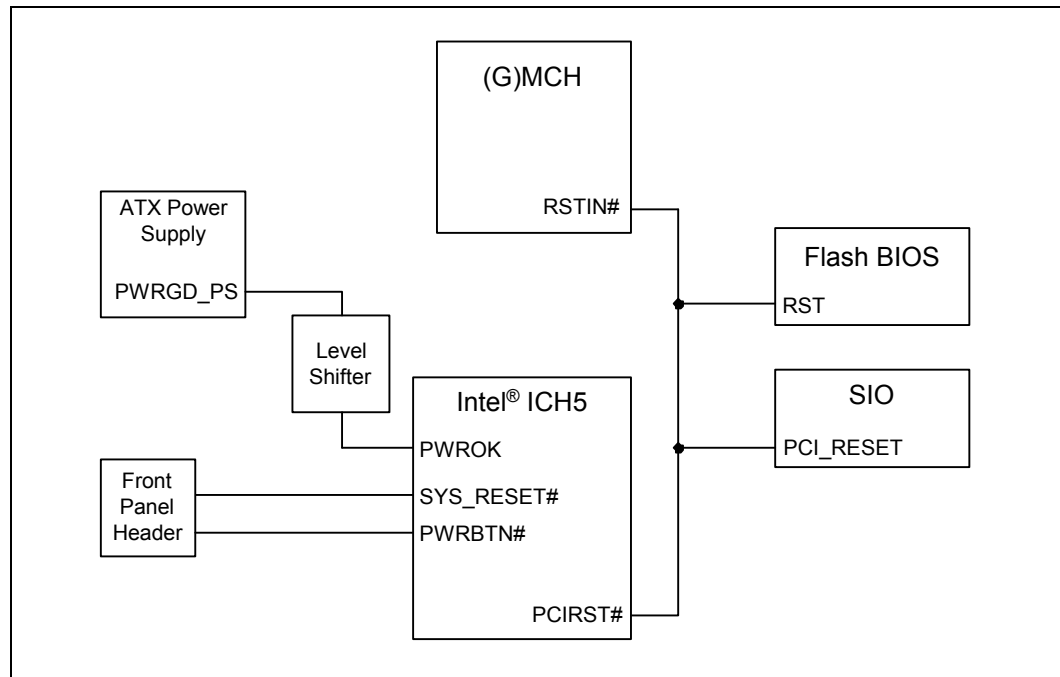 (G)MCH
RSTIN#
ATX Power
Supply
PWRGD_PS
Level
Shifter
Flash BIOS
RST
Intel® ICH5
PWROK
SYS_RESET#
PWRBTN#
PCIRST#
SIO
PCI_RESET
Front
Panel
Header